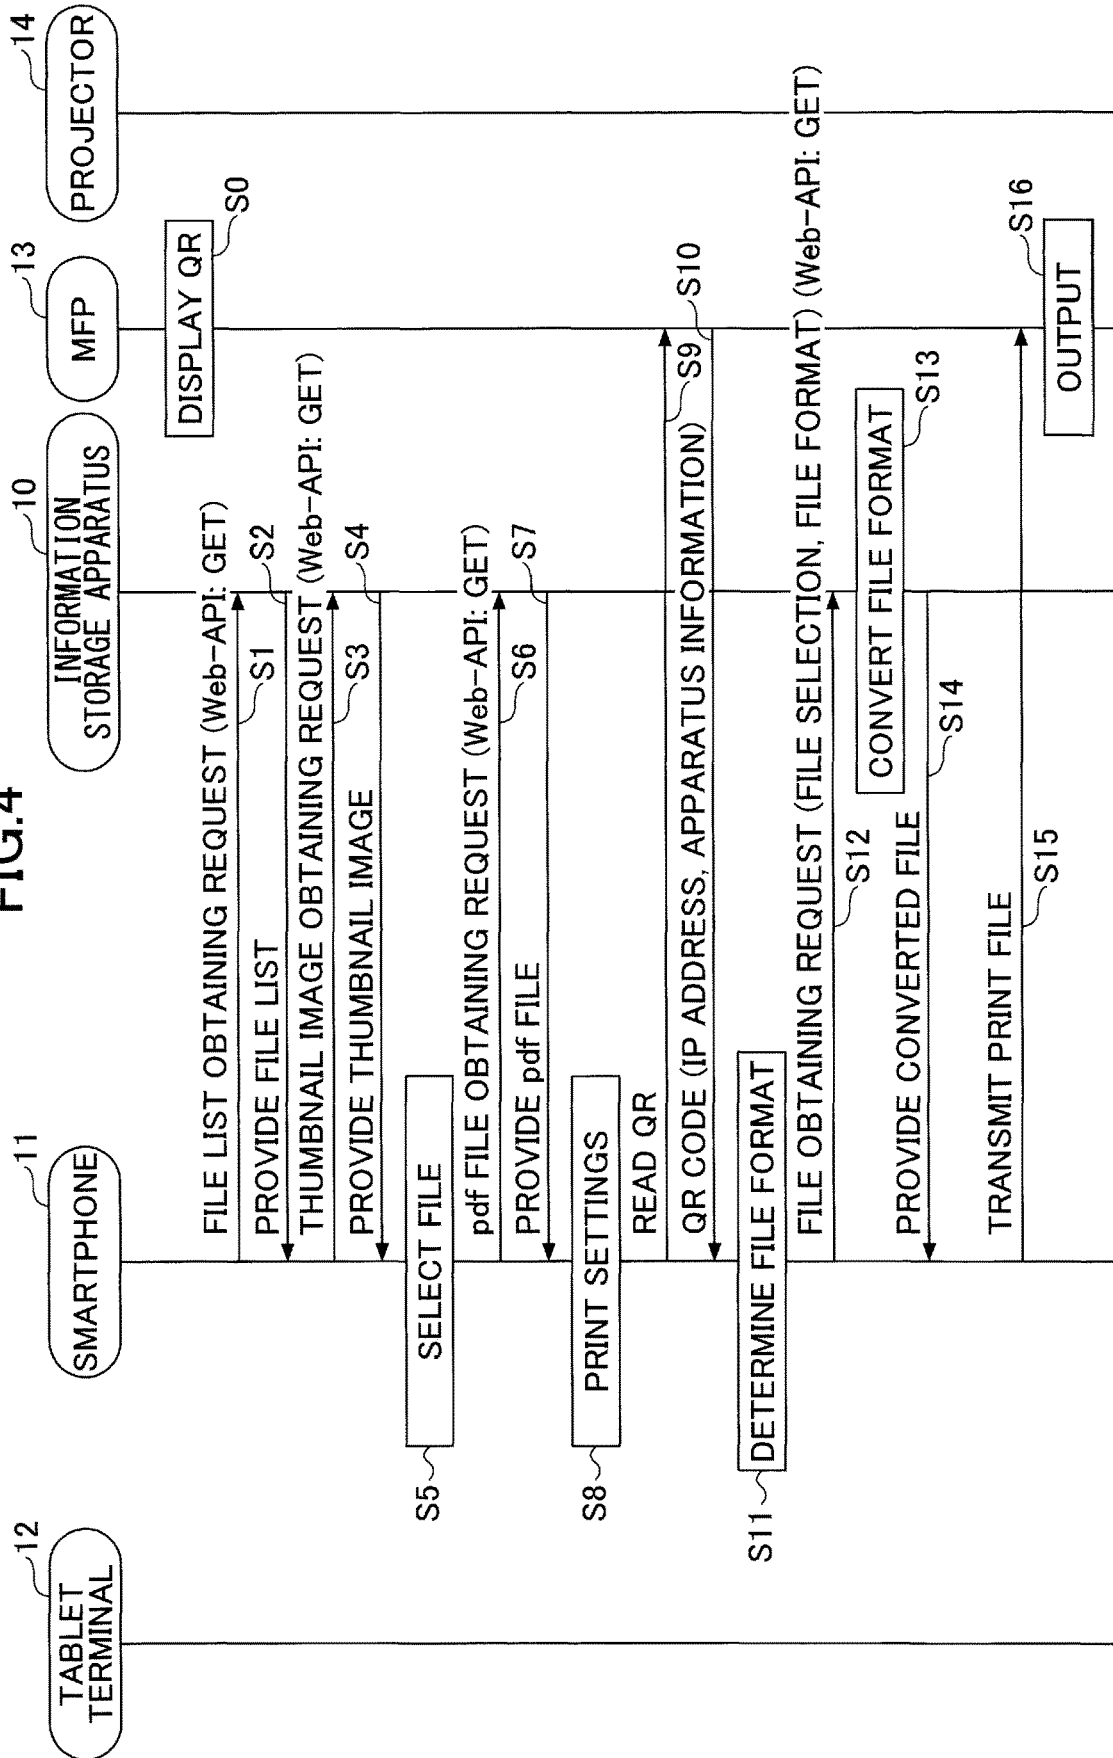 FIG.4
12
TABLET
TERMINAL
11
SMARTPHONE
10
INFORMATION
STORAGE APPARATUS
13
MFP
14
PROJECTOR
DISPLAY QR
S0
FILE LIST OBTAINING REQUEST (Web-API: GET)
S1
PROVIDE FILE LIST
S2
THUMBNAIL IMAGE OBTAINING REQUEST (Web-API: GET)
S3
PROVIDE THUMBNAIL IMAGE
S4
SELECT FILE
S5
pdf FILE OBTAINING REQUEST (Web-API: GET)
S6
PROVIDE pdf FILE
S7
PRINT SETTINGS
S8
READ QR
S9
QR CODE (IP ADDRESS, APPARATUS INFORMATION)
S10
DETERMINE FILE FORMAT
S11
FILE OBTAINING REQUEST (FILE SELECTION, FILE FORMAT) (Web-API: GET)
S12
CONVERT FILE FORMAT
S13
PROVIDE CONVERTED FILE
S14
TRANSMIT PRINT FILE
S15
OUTPUT
S16